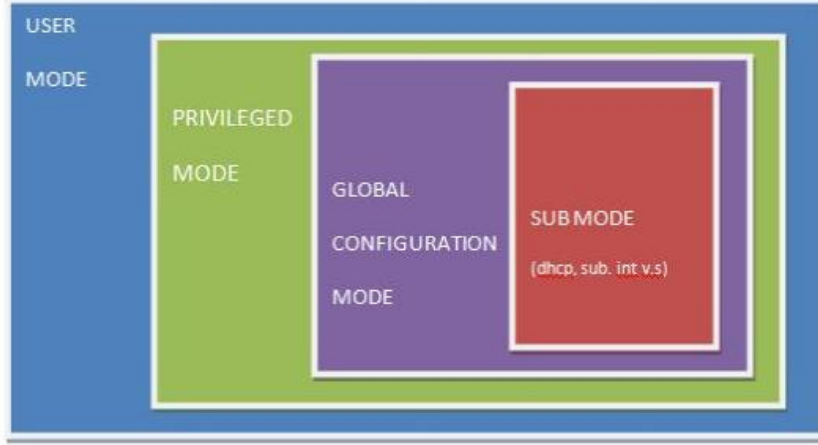 USER
MODE
PRIVILEGED
MODE
GLOBAL
CONFIGURATION
MODE
SUB MODE
(dhcp, sub. int v.s)